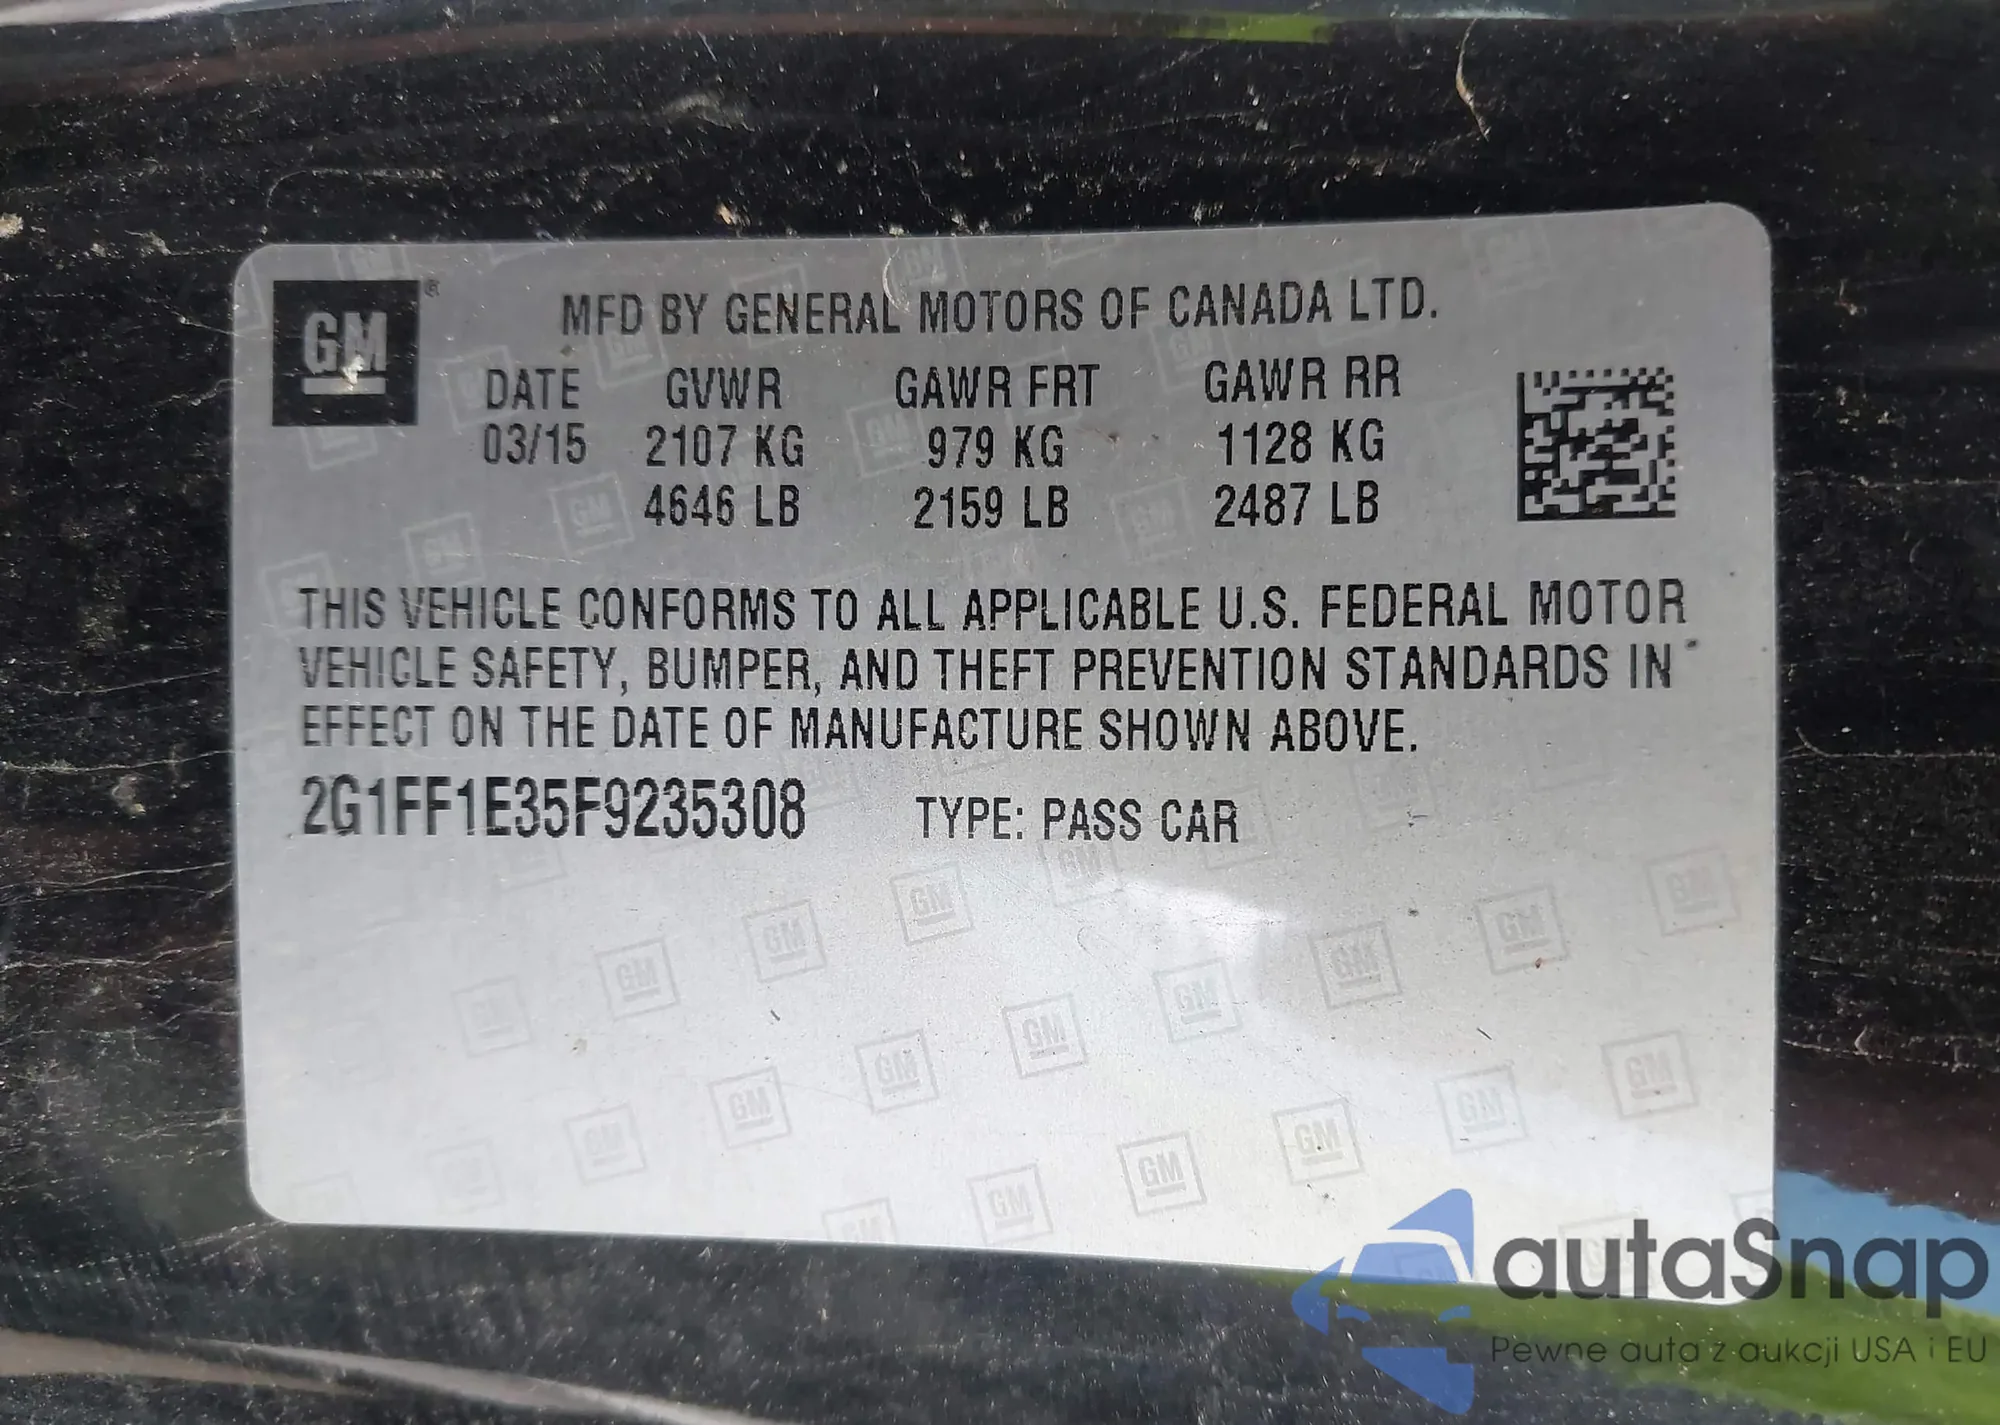 GM ®
MFD BY GENERAL MOTORS OF CANADA LTD.
DATE GVWR GAWR FRT GAWR RR
03/15 2107 KG 979 KG 1128 KG
4646 LB 2159 LB 2487 LB
THIS VEHICLE CONFORMS TO ALL APPLICABLE U.S. FEDERAL MOTOR
VEHICLE SAFETY, BUMPER, AND THEFT PREVENTION STANDARDS IN
EFFECT ON THE DATE OF MANUFACTURE SHOWN ABOVE.
2G1FF1E35F9235308 TYPE: PASS CAR
autaSnap
Pewne auta z aukcji USA i EU